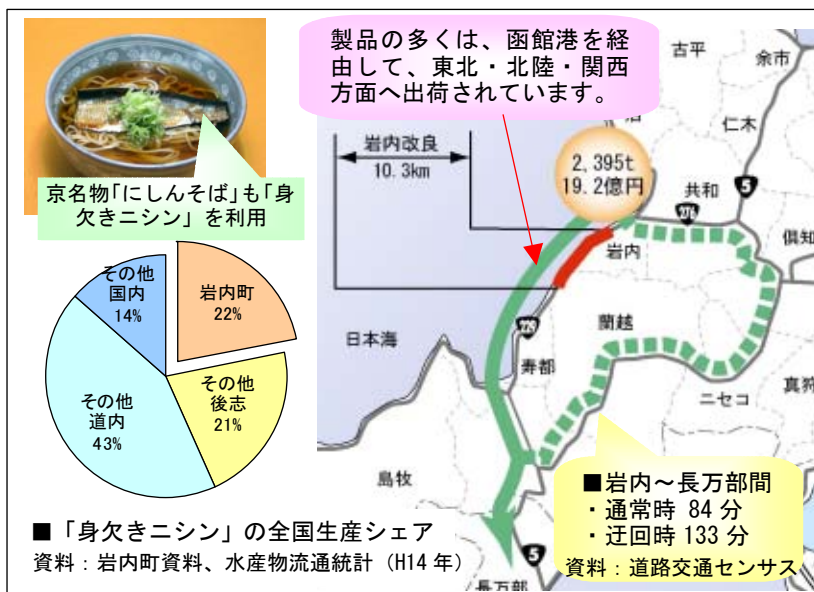 製品の多くは、函館港を経
由して、東北・北陸・関西
方面へ出荷されています。
京名物「にしんそば」も「身
欠きニシン」を利用
岩内改良
10.3km
2,395t
19.2億円
古平
余市
仁木
共和
5
276
倶知
岩内
日本海
229
蘭越
寿都
ニセコ
真狩
島牧
長万部
5
その他
国内
14%
岩内町
22%
その他
道内
43%
その他
後志
21%
■岩内～長万部間
・通常時 84 分
・迂回時 133 分
資料：道路交通センサス
■「身欠きニシン」の全国生産シェア
資料：岩内町資料、水産物流通統計（H14 年）